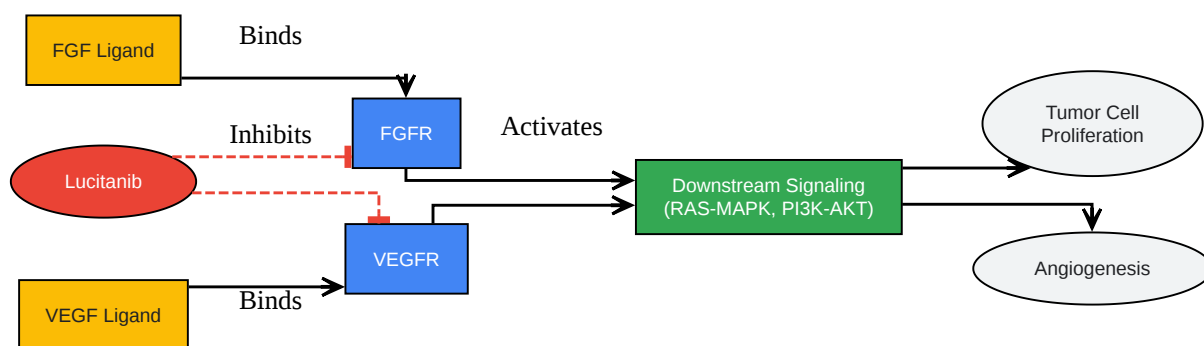 Binds
FGF Ligand
Inhibits
FGFR
Activates
Tumor Cell
Proliferation
Lucitanib
Downstream Signaling
(RAS-MAPK, PI3K-AKT)
VEGFR
Angiogenesis
Binds
VEGF Ligand